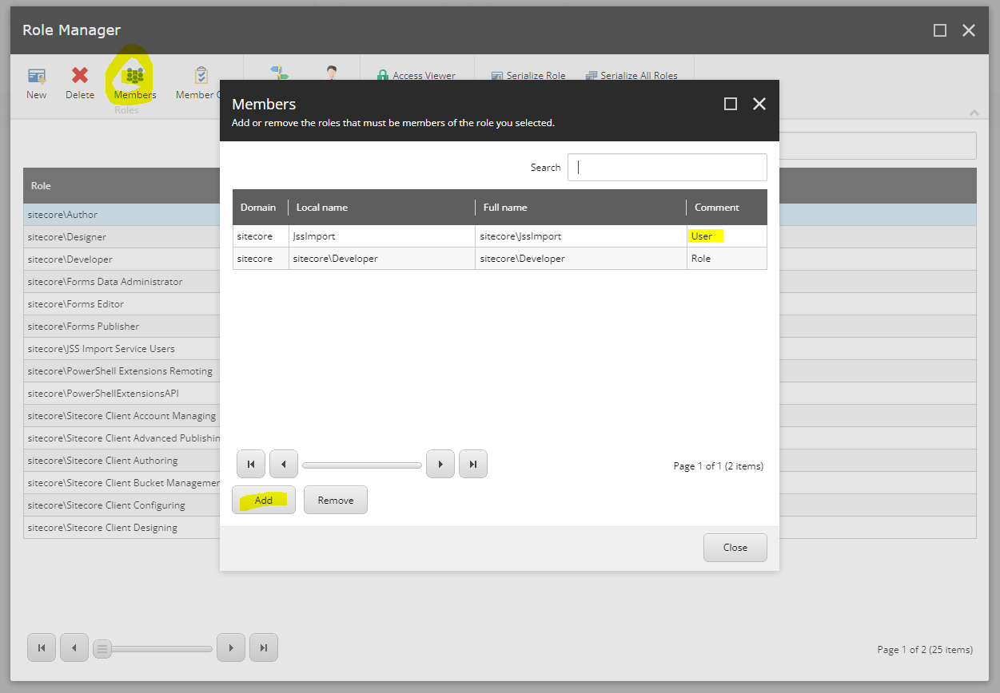 Role Manager
Access Viewer Serialize Role Serialize All Roles
New Delete Members Member
Roles
Members
Add or remove the roles that must be members of the role you selected.
Search
Role
Domain Local name Full name Comment
sitecore\Author
sitecore JssImport sitecore\JssImport User
sitecore\Designer
sitecore sitecore\Developer sitecore\Developer Role
sitecore\Developer
sitecore\Forms Data Administrator
sitecore\Forms Editor
sitecore\Forms Publisher
sitecore\JSS Import Service Users
sitecore\PowerShell Extensions Remoting
sitecore\PowerShellExtensionsAPI
sitecore\Sitecore Client Account Managing
sitecore\Sitecore Client Advanced Publishin
sitecore\Sitecore Client Authoring
sitecore\Sitecore Client Bucket Managemen
sitecore\Sitecore Client Configuring
sitecore\Sitecore Client Designing
Page 1 of 1 (2 items)
Add Remove
Close
Page 1 of 2 (25 items)